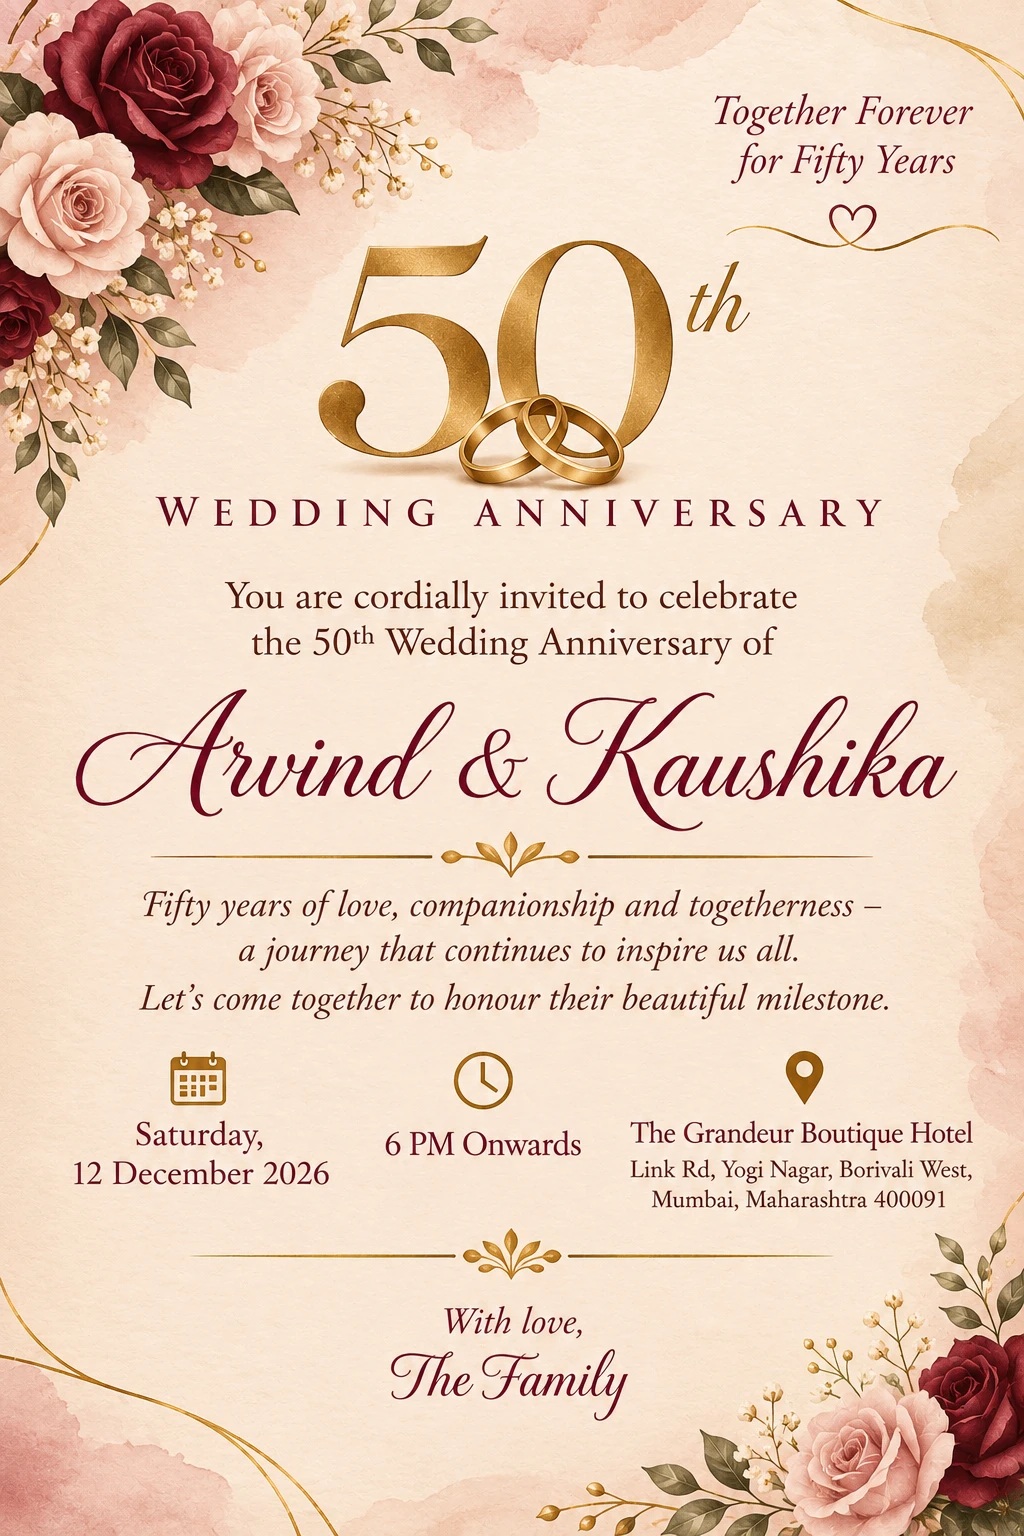 Together Forever
for Fifty Years
50th
WEDDING ANNIVERSARY
You are cordially invited to celebrate
the 50th Wedding Anniversary of
Arvind & Kaushika
Fifty years of love, companionship and togetherness –
a journey that continues to inspire us all.
Let's come together to honour their beautiful milestone.
Saturday,
12 December 2026
6 PM Onwards
The Grandeur Boutique Hotel
Link Rd, Yogi Nagar, Borivali West,
Mumbai, Maharashtra 400091
With love,
The Family